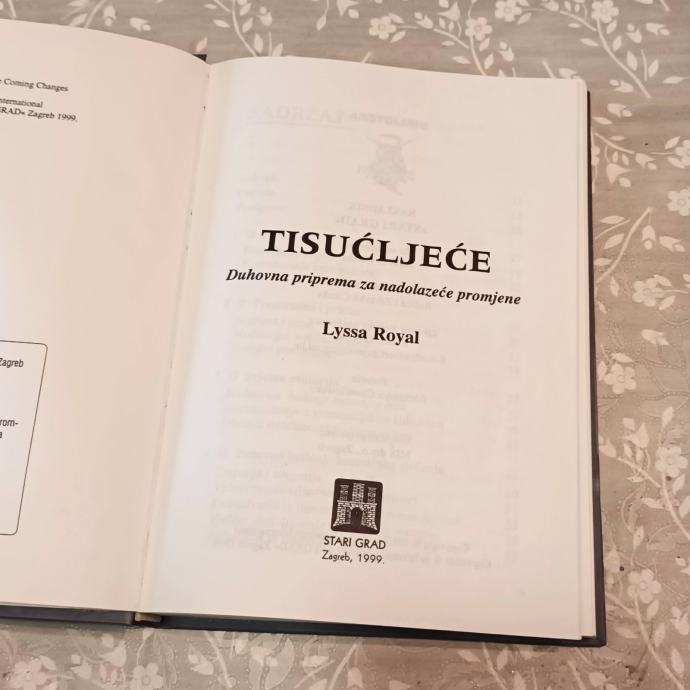 Coming Changes
nternational
GRAD« Zagreb 1999.
Zagreb
rom-
a
TISUĆLJEĆE
Duhovna priprema za nadolazeće promjene
Lyssa Royal
STARI GRAD
Zagreb, 1999.